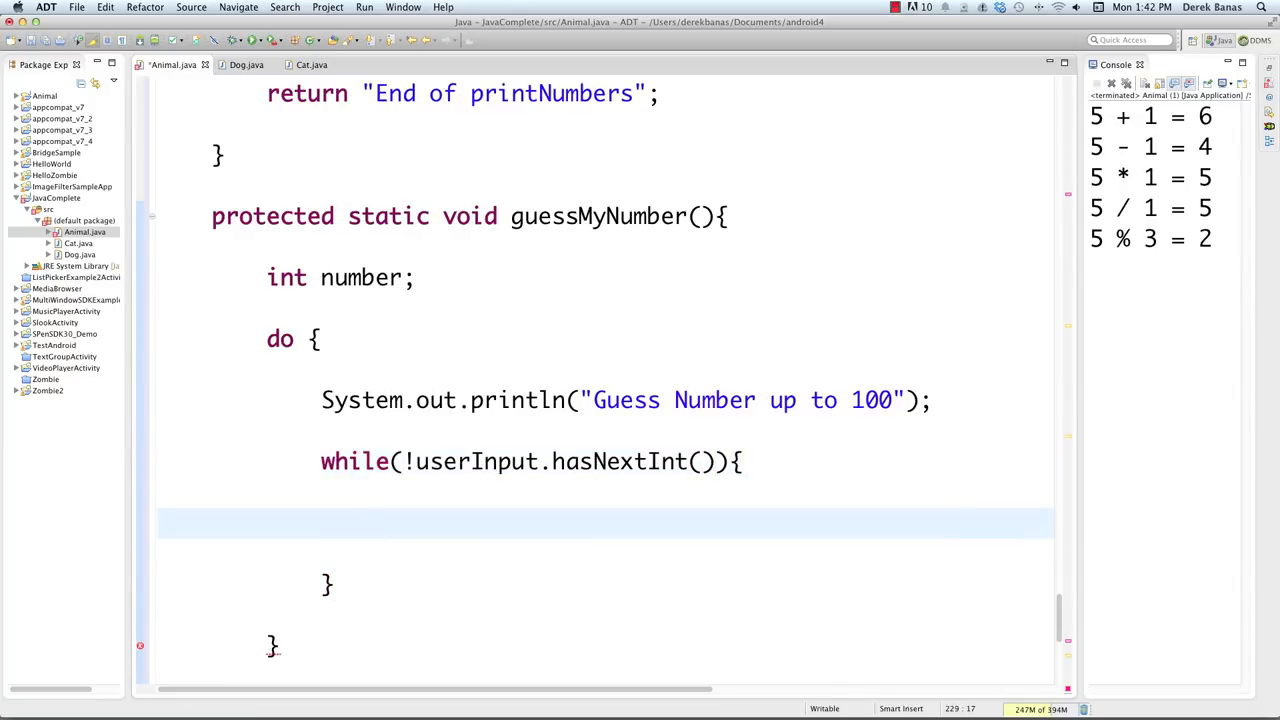 ADT File Edit Refactor Source Navigate Search Project Run Window Help 10 Mon 1:42 PM Derek Banas
Java – JavaComplete/src/Animal.java – ADT – /Users/derekbanas/Documents/android4
Quick Access Java DDMS
Package Exp
*Animal.java Dog.java Cat.java
Console
<terminated> Animal (1) [Java Application] /S
Animal
appcompat_v7
appcompat_v7_2
appcompat_v7_3
appcompat_v7_4
BridgeSample
HelloWorld
HelloZombie
ImageFilterSampleApp
JavaComplete
src
(default package)
Animal.java
Cat.java
Dog.java
JRE System Library [Ja
ListPickerExample2Activi
MediaBrowser
MultiWindowSDKExample
MusicPlayerActivity
SlookActivity
SPenSDK30_Demo
TestAndroid
TextGroupActivity
VideoPlayerActivity
Zombie
Zombie2
return "End of printNumbers";
}
protected static void guessMyNumber(){
int number;
do {
System.out.println("Guess Number up to 100");
while(!userInput.hasNextInt()){
}
}
5 + 1 = 6
5 - 1 = 4
5 * 1 = 5
5 / 1 = 5
5 % 3 = 2
Writable Smart Insert 229 : 17 247M of 394M